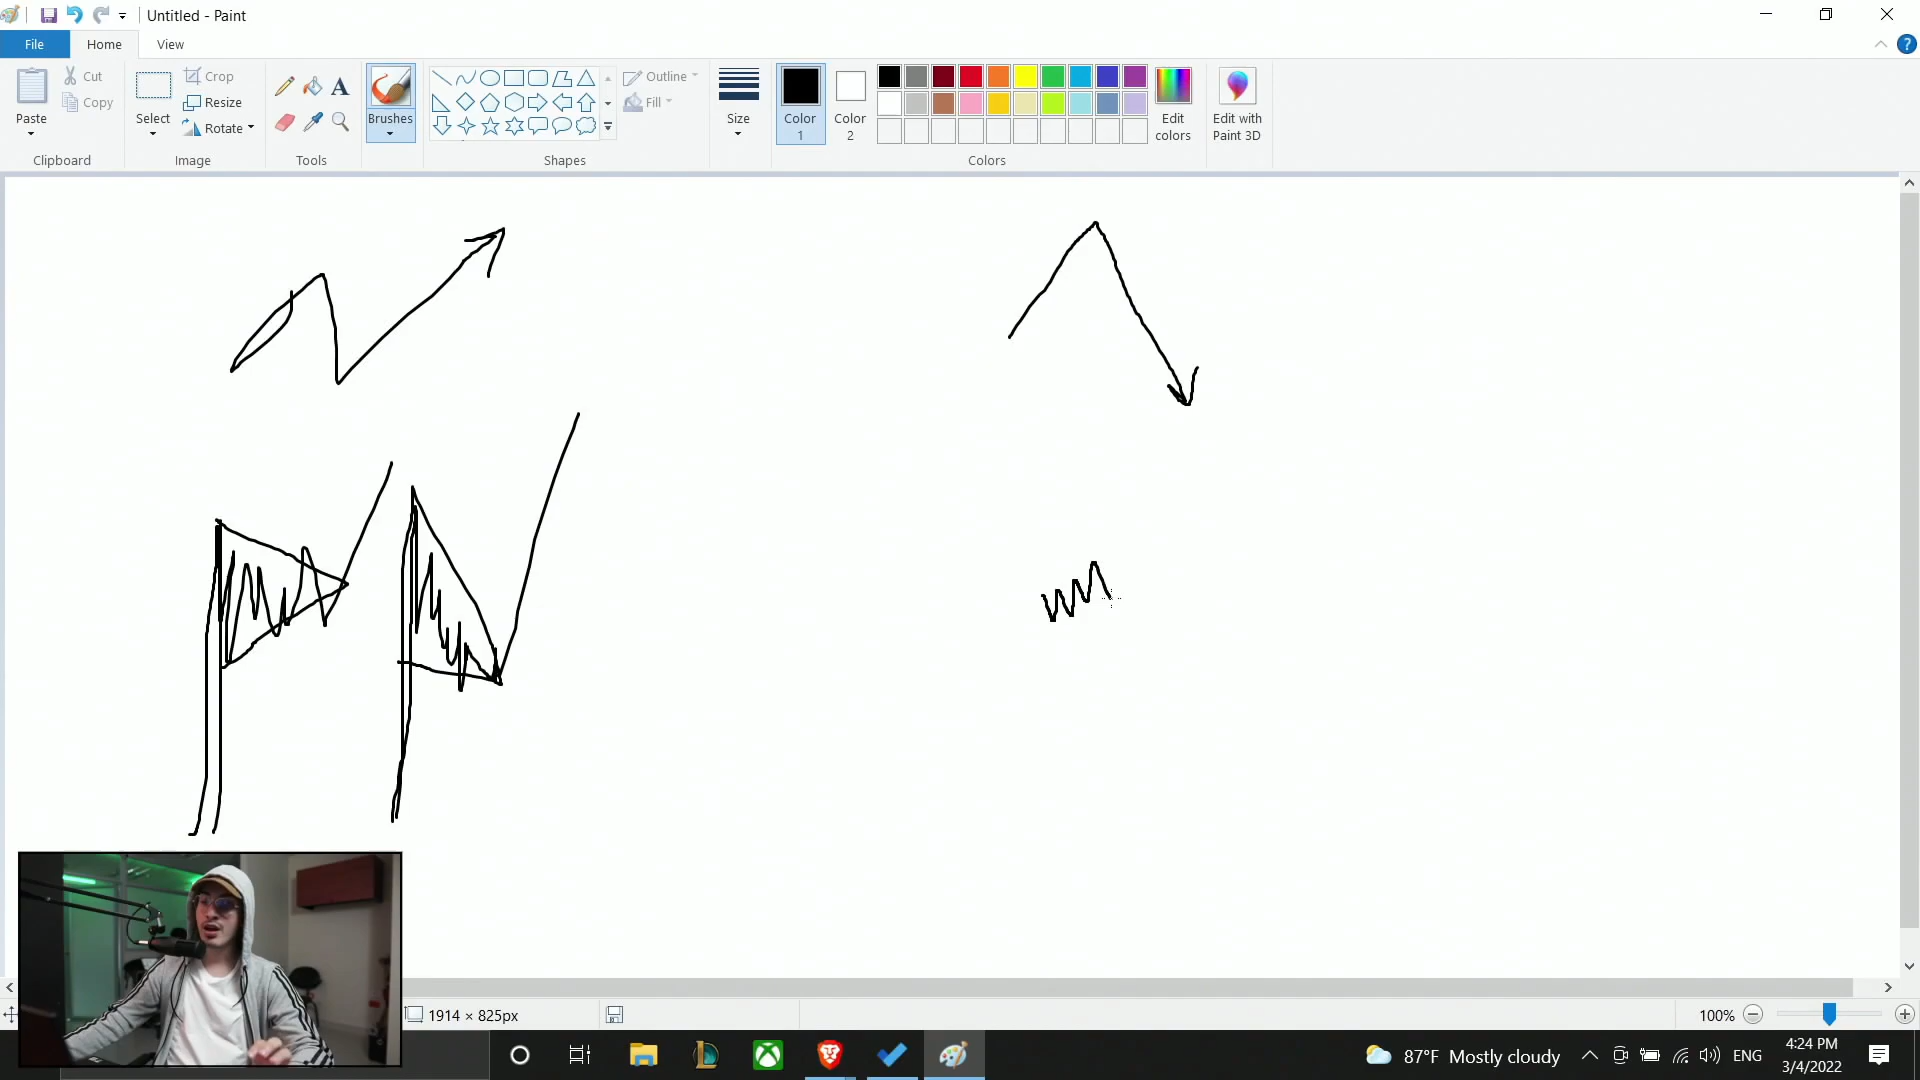 Untitled - Paint
File Home View
Paste
Cut
Copy
Clipboard
Select
Crop
Resize
Rotate
Image
Tools
Brushes
Outline
Fill
Shapes
Size
Color 1
Color 2
Edit colors
Colors
Edit with Paint 3D
1914 × 825px
100%
87°F Mostly cloudy
ENG
4:24 PM
3/4/2022